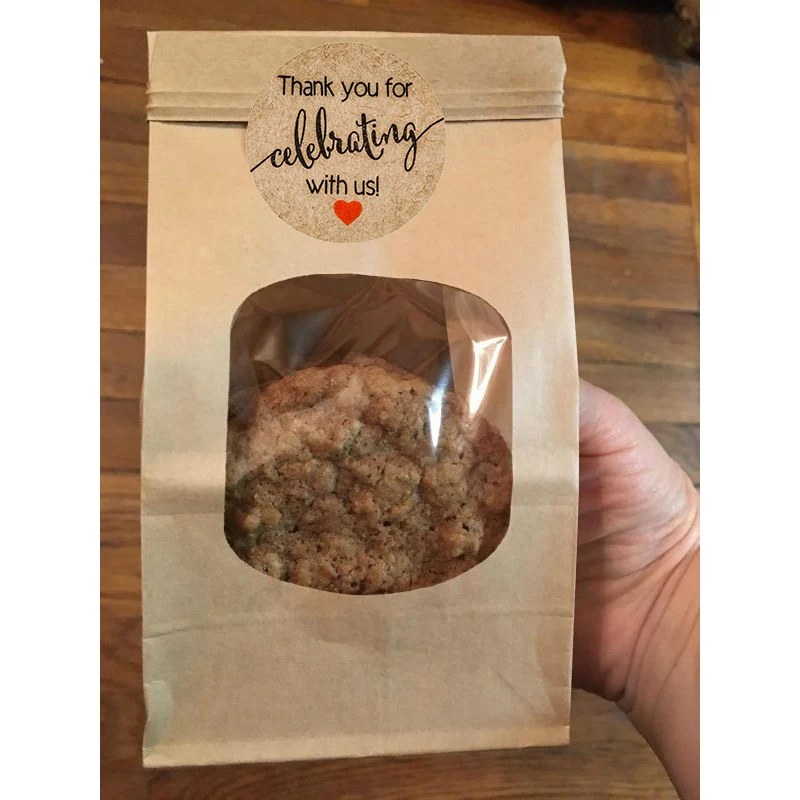 Thank you for
celebrating
with us!